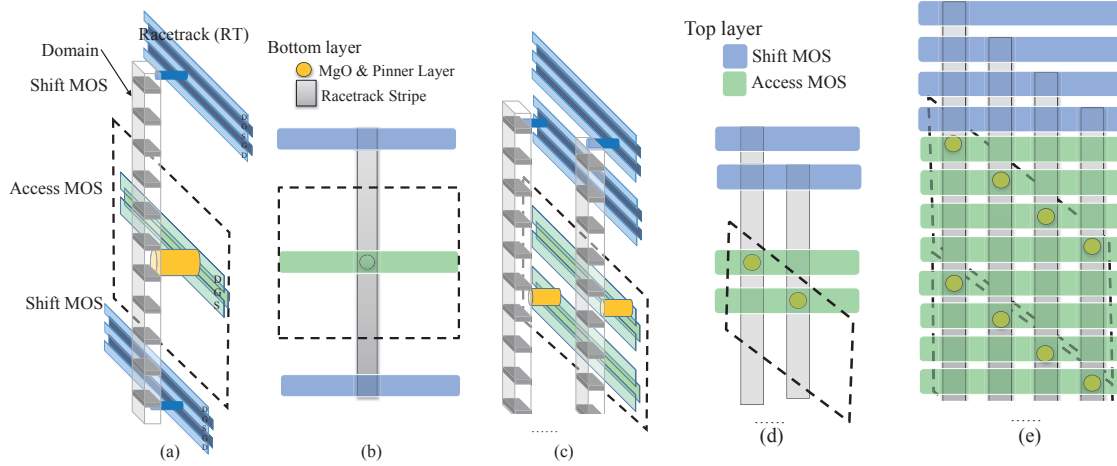 Racetrack (RT)
Domain
Shift MOS
Access MOS
Shift MOS
D
G
S
G
D
D
G
S
D
G
S
G
D
(a)
Bottom layer
MgO & Pinner Layer
Racetrack Stripe
(b)
......
(c)
Top layer
Shift MOS
Access MOS
......
(d)
......
(e)